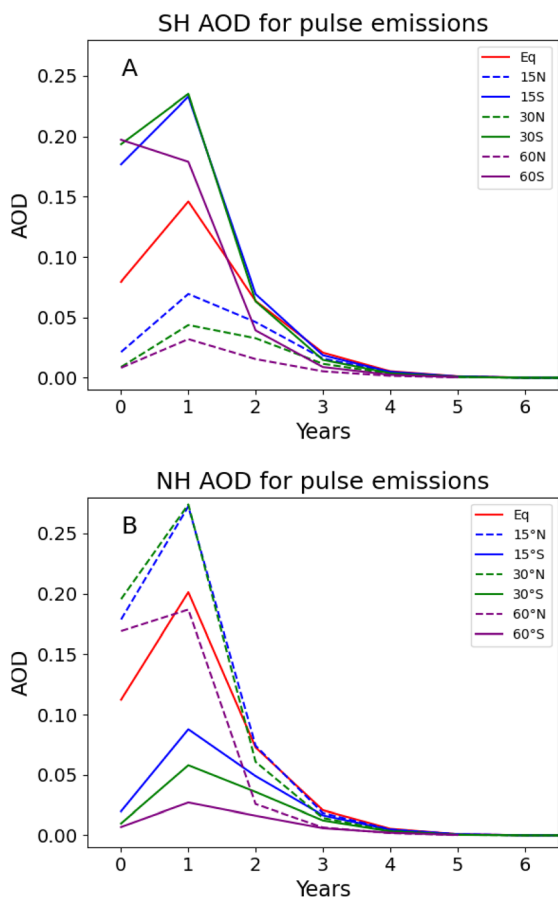 SH AOD for pulse emissions
A
Eq
15N
15S
30N
30S
60N
60S
0.25
0.20
0.15
0.10
0.05
0.00
AOD
0 1 2 3 4 5 6
Years
NH AOD for pulse emissions
B
Eq
15°N
15°S
30°N
30°S
60°N
60°S
0.25
0.20
0.15
0.10
0.05
0.00
AOD
0 1 2 3 4 5 6
Years